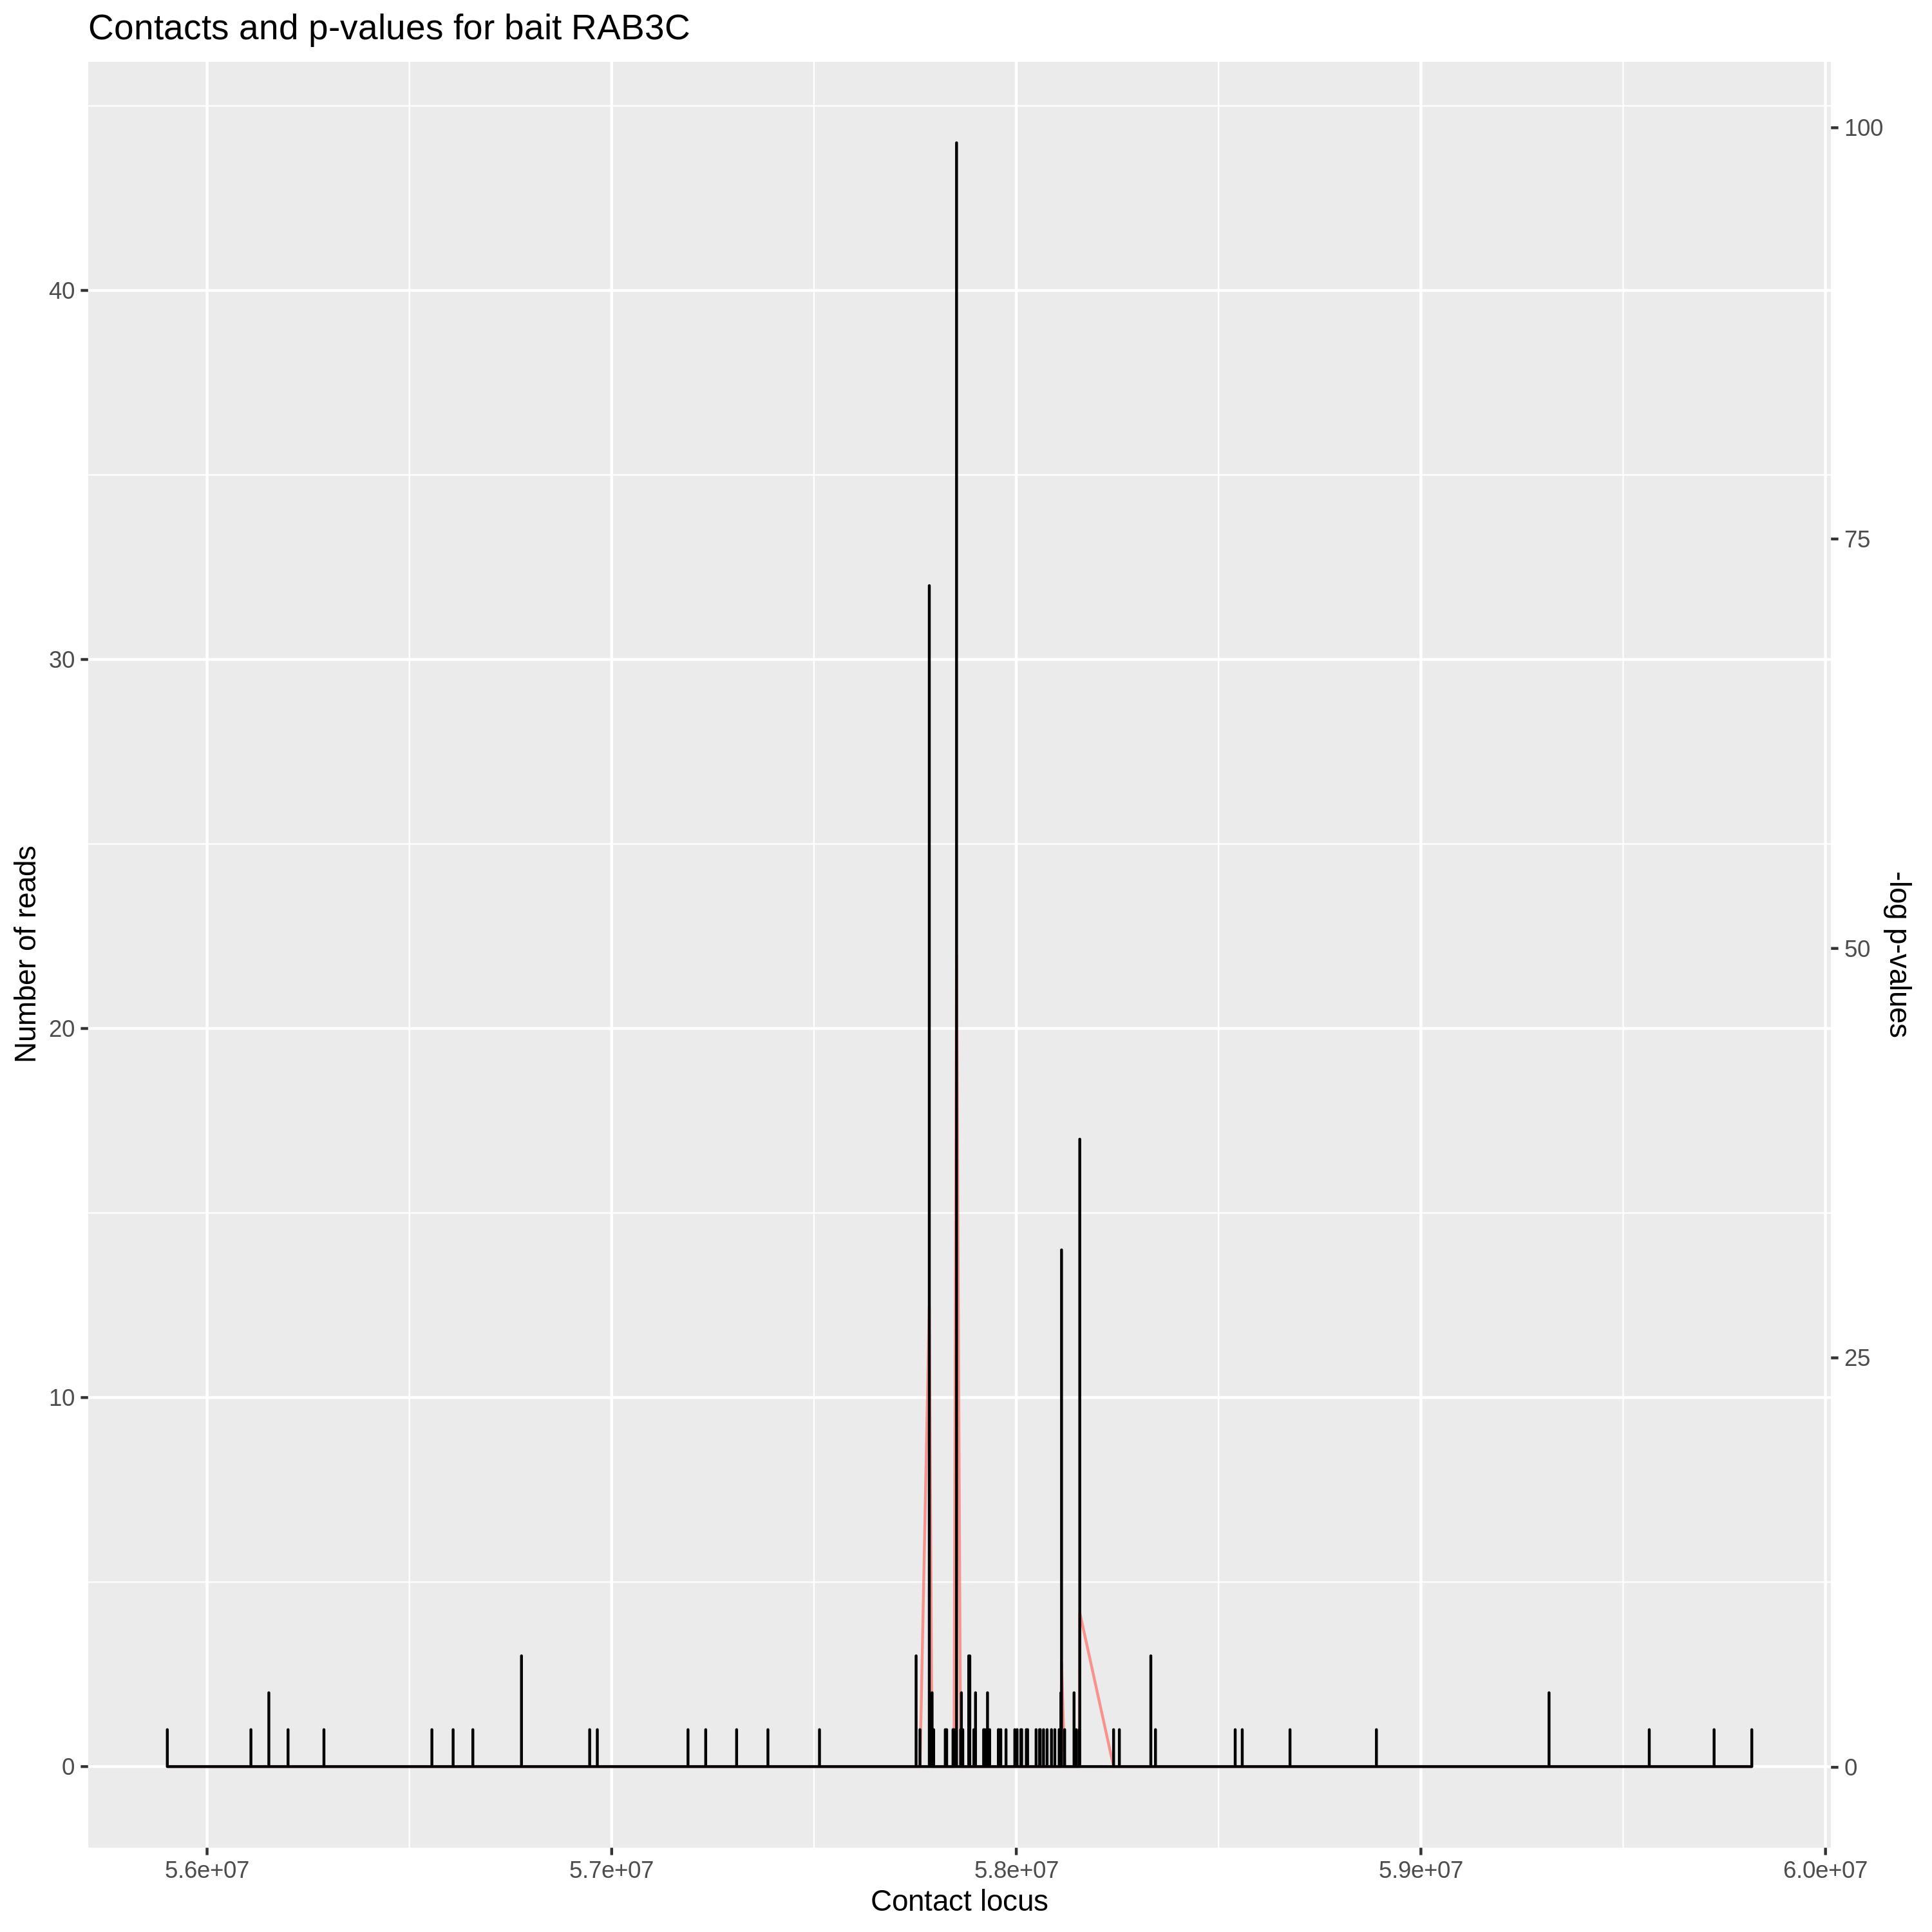 Contacts and p-values for bait RAB3C
Number of reads
40
30
20
10
0
100
75
50
25
0
-log p-values
5.6e+07
5.7e+07
5.8e+07
5.9e+07
6.0e+07
Contact locus